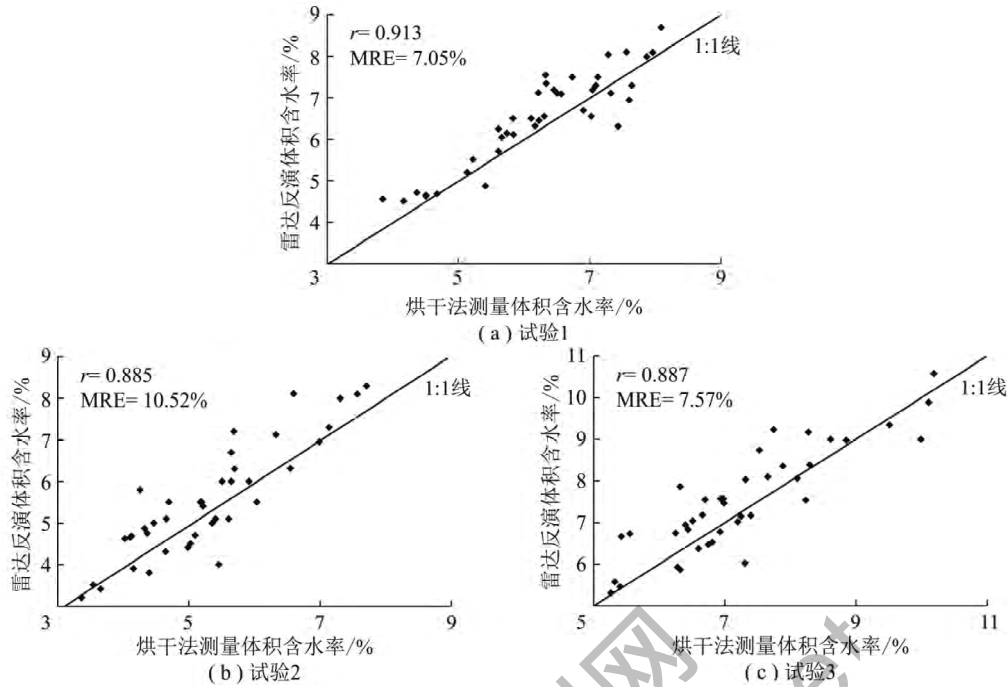 9
8
7
6
5
4
3
5
7
9
r= 0.913
MRE= 7.05%
1:1线
雷达反演体积含水率/%
烘干法测量体积含水率/%
( a ) 试验1
9
8
7
6
5
4
3
5
7
9
r= 0.885
MRE= 10.52%
1:1线
雷达反演体积含水率/%
烘干法测量体积含水率/%
( b ) 试验2
11
10
9
8
7
6
5
7
9
11
r= 0.887
MRE= 7.57%
1:1线
雷达反演体积含水率/%
烘干法测量体积含水率/%
( c ) 试验3